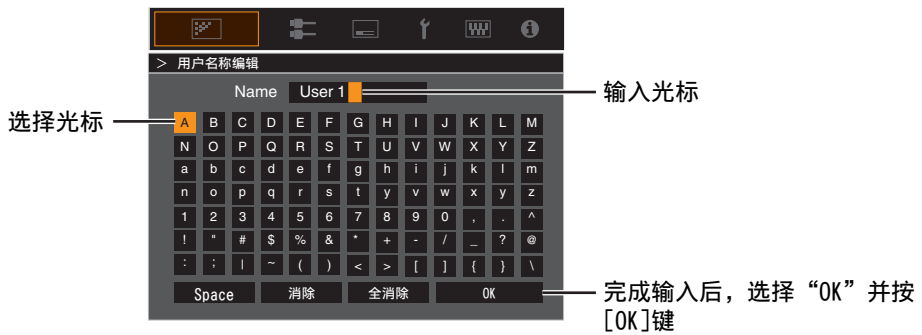 > 用户名称编辑
Name User 1
输入光标
选择光标
A B C D E F G H I J K L M
N O P Q R S T U V W X Y Z
a b c d e f g h i j k l m
n o p q r s t y v w x y z
1 2 3 4 5 6 7 8 9 0 , . ^
! " # $ % & * + - / _ ? @
: ; | ~ ( ) < > [ ] { } \
Space 消除 全消除 OK
完成输入后，选择“OK”并按
[OK]键